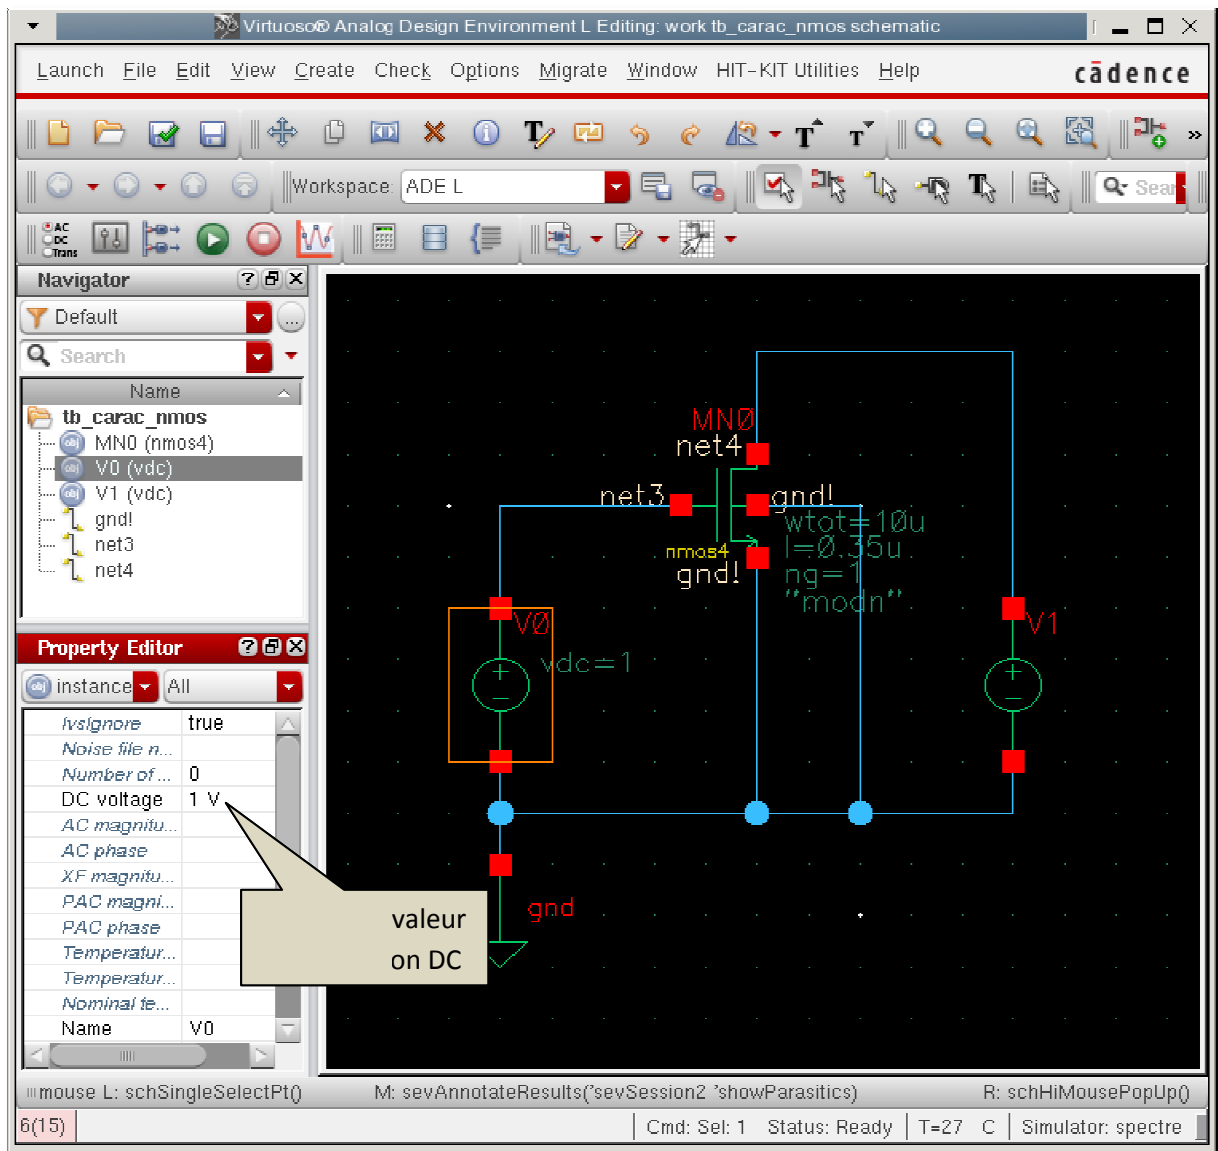 Virtuoso® Analog Design Environment L Editing: work tb_carac_nmos schematic
Launch File Edit View Create Check Options Migrate Window HIT-KIT Utilities Help
cādence
Workspace: ADE L
Sear
AC
DC
Trans
Navigator
Default
Search
Name
tb_carac_nmos
MN0 (nmos4)
V0 (vdc)
V1 (vdc)
gnd!
net3
net4
Property Editor
instance All
lvsIgnore true
Noise file n...
Number of ... 0
DC voltage 1 V
AC magnitu...
AC phase
XF magnitu...
PAC magni...
PAC phase
Temperatur...
Temperatur...
Nominal te...
Name V0
valeur
on DC
MN0
net4
net3
gnd!
wtot=10u
nmos4
l=0.35u
gnd!
ng=1
"modn"
V0
vdc=1
V1
gnd
mouse L: schSingleSelectPt() M: sevAnnotateResults('sevSession2 'showParasitics) R: schHiMousePopUp()
6(15) Cmd: Sel: 1 Status: Ready T=27 C Simulator: spectre